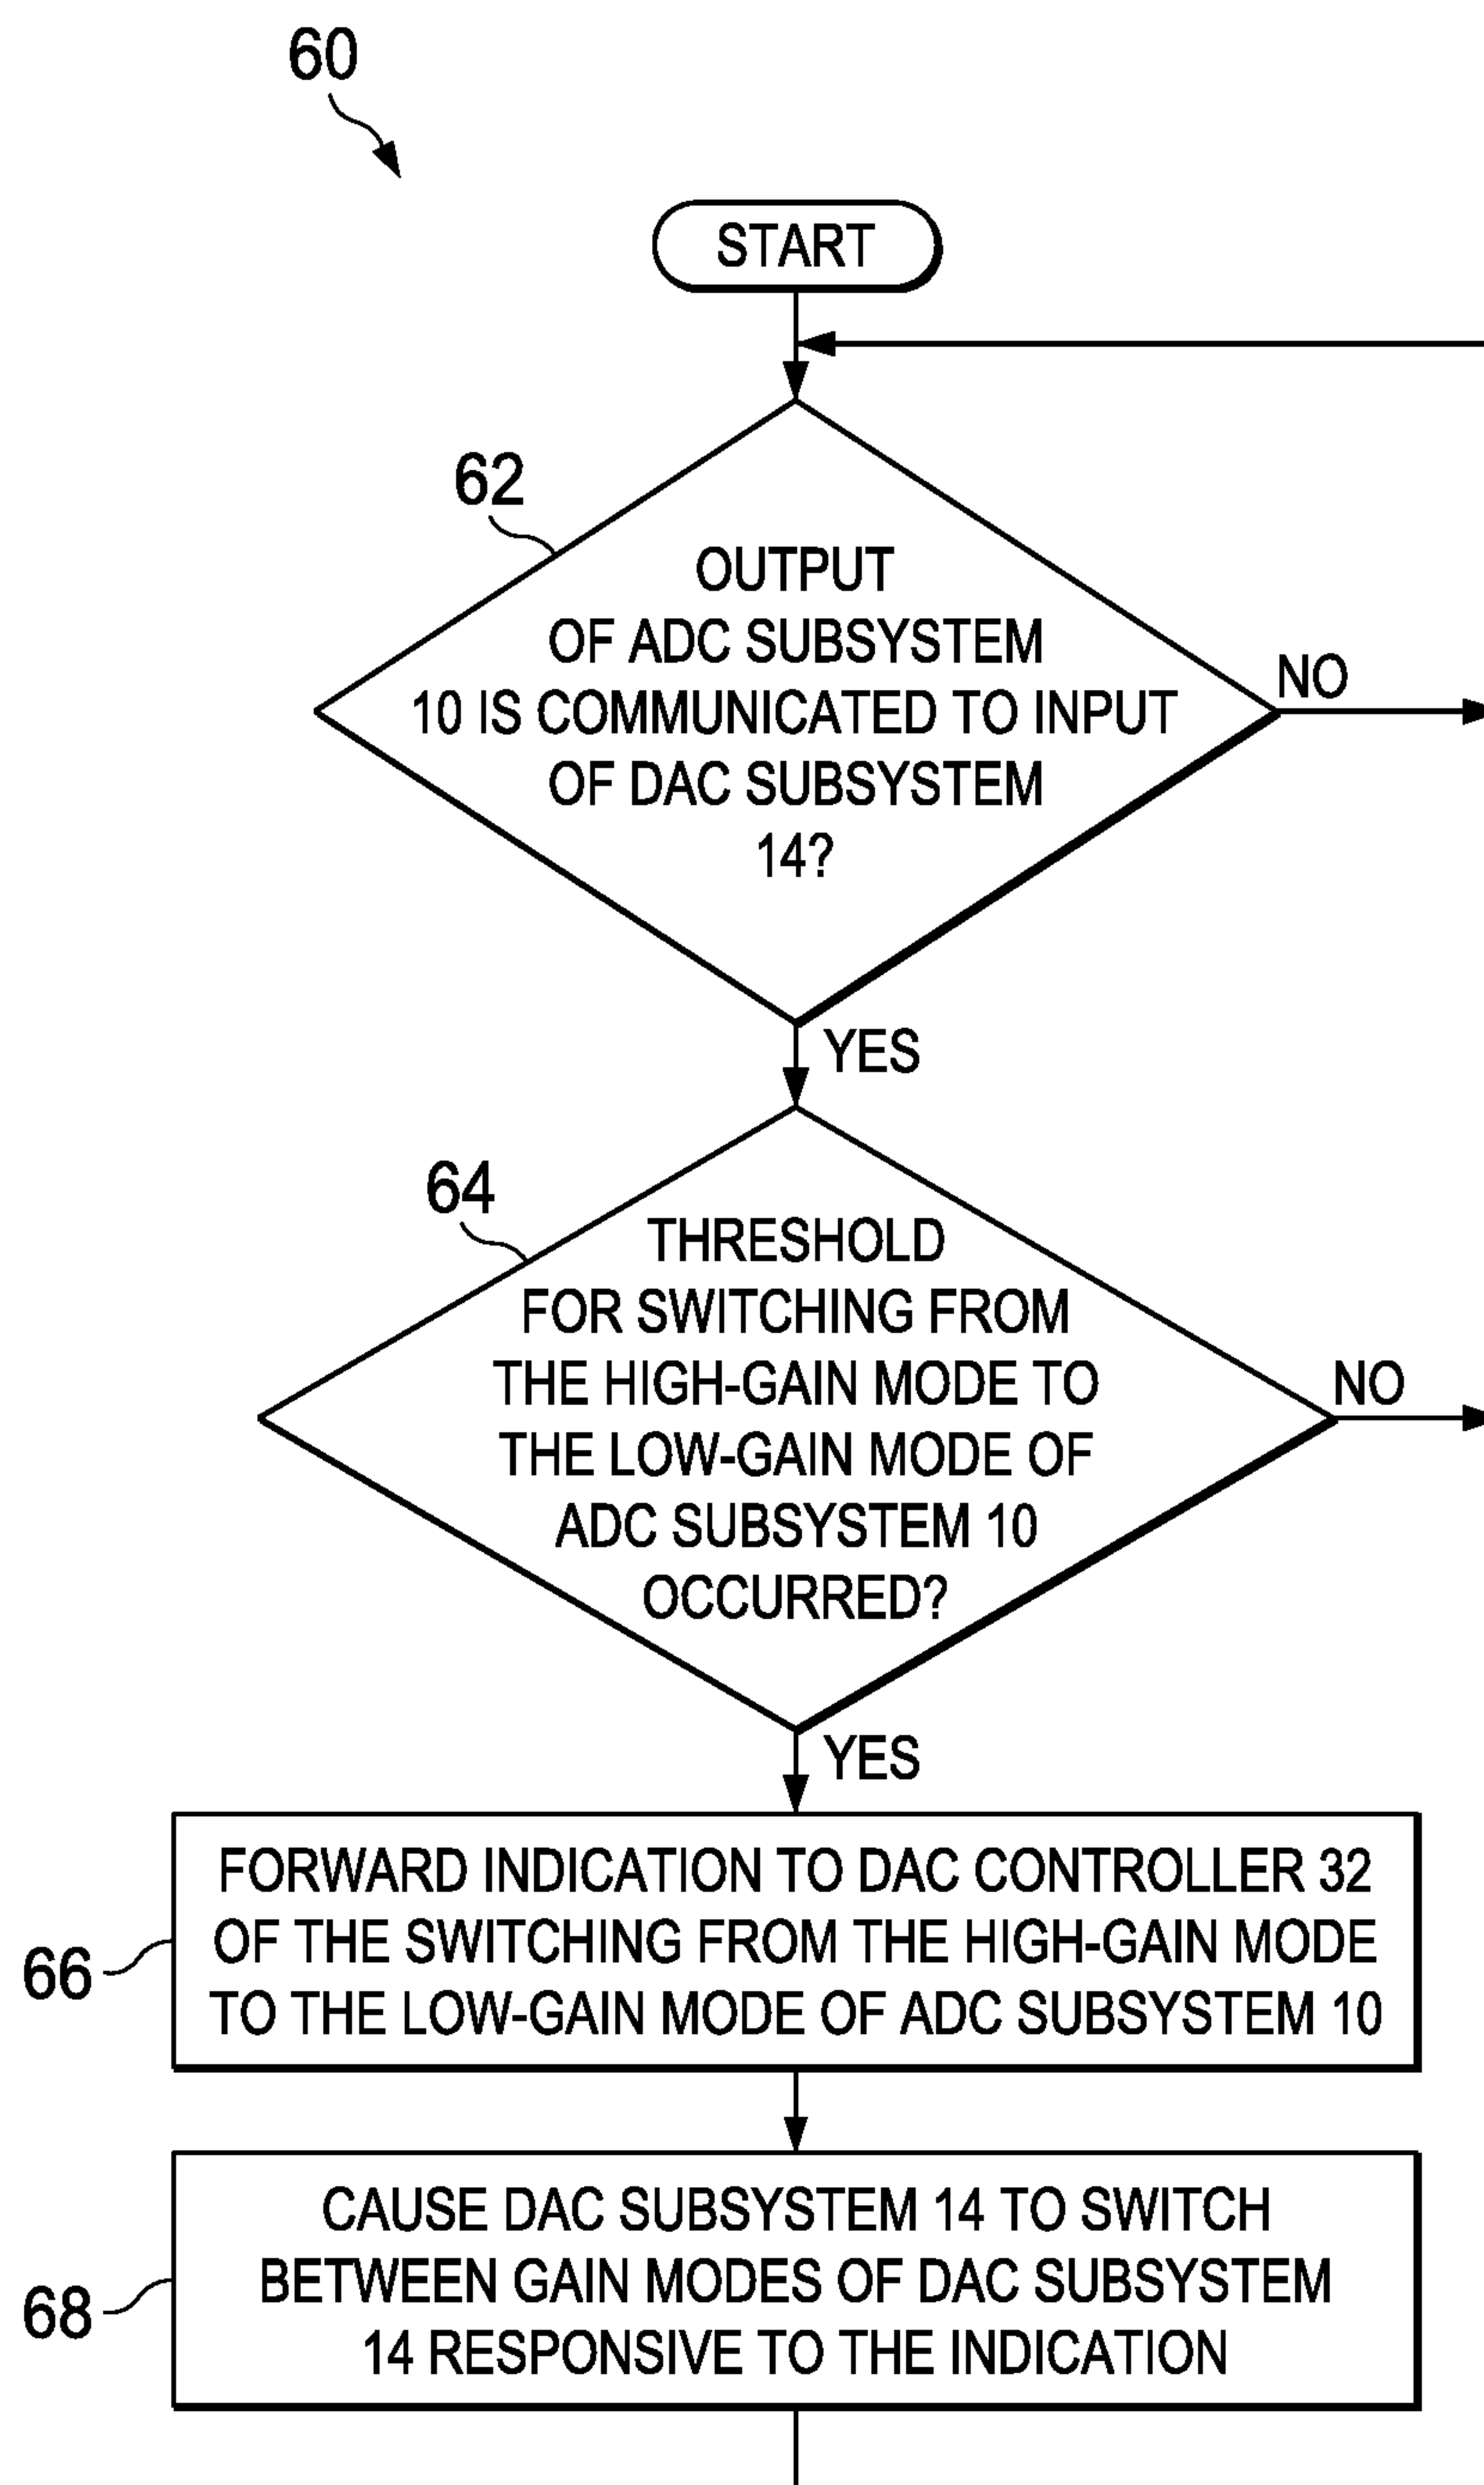 60
START
62
OUTPUT
OF ADC SUBSYSTEM
10 IS COMMUNICATED TO INPUT
OF DAC SUBSYSTEM
14?
NO
YES
64
THRESHOLD
FOR SWITCHING FROM
THE HIGH-GAIN MODE TO
THE LOW-GAIN MODE OF
ADC SUBSYSTEM 10
OCCURRED?
NO
YES
66
FORWARD INDICATION TO DAC CONTROLLER 32
OF THE SWITCHING FROM THE HIGH-GAIN MODE
TO THE LOW-GAIN MODE OF ADC SUBSYSTEM 10
68
CAUSE DAC SUBSYSTEM 14 TO SWITCH
BETWEEN GAIN MODES OF DAC SUBSYSTEM
14 RESPONSIVE TO THE INDICATION